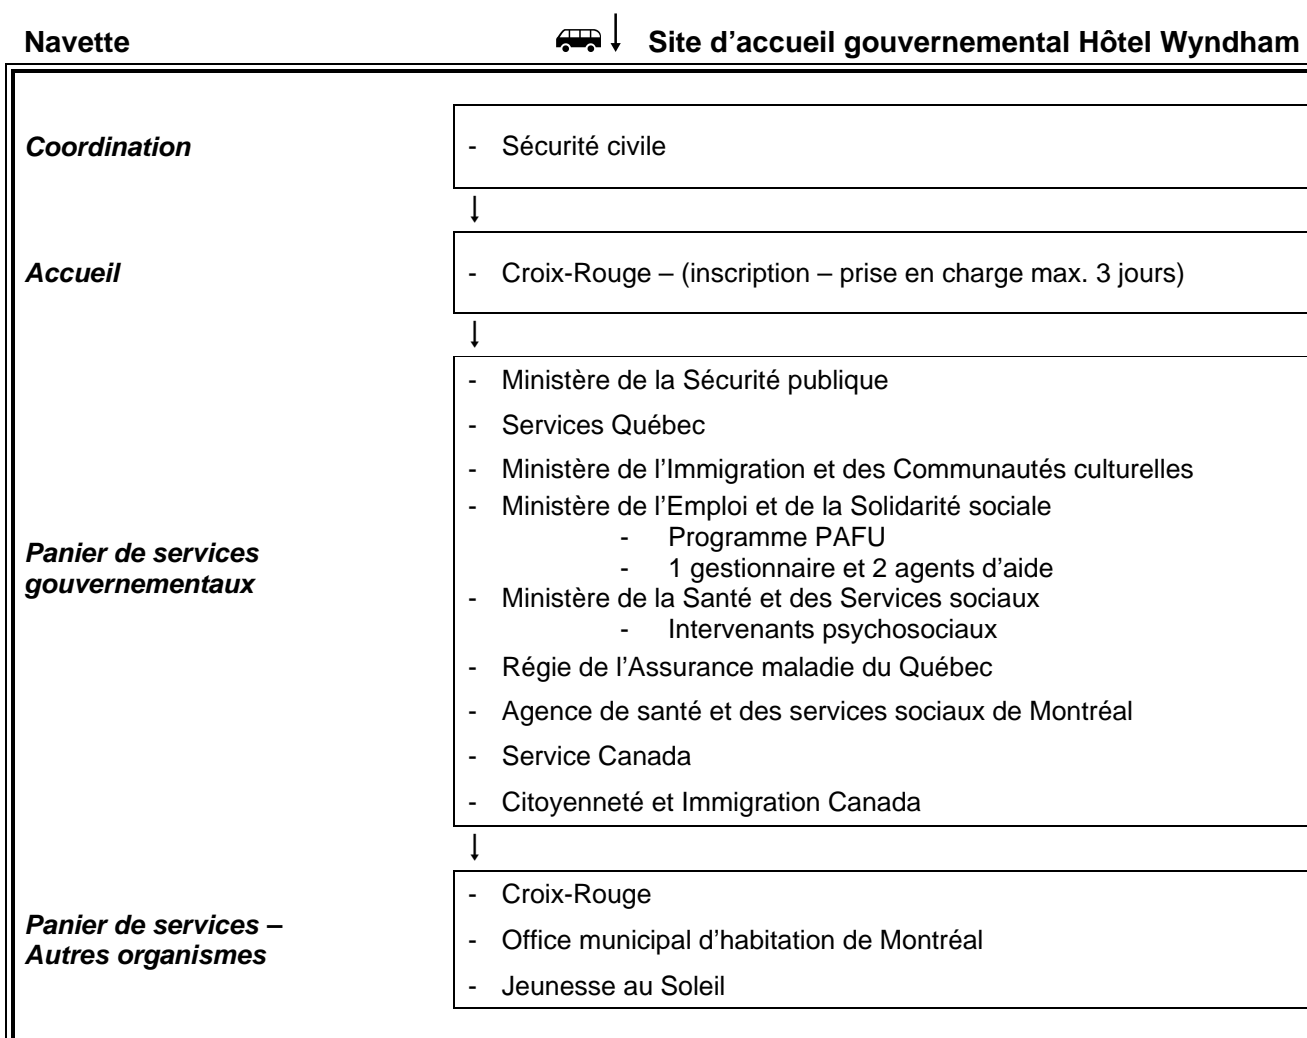 Navette
Site d’accueil gouvernemental Hôtel Wyndham
Coordination
- Sécurité civile
Accueil
- Croix-Rouge – (inscription – prise en charge max. 3 jours)
Panier de services
gouvernementaux
- Ministère de la Sécurité publique
- Services Québec
- Ministère de l’Immigration et des Communautés culturelles
- Ministère de l’Emploi et de la Solidarité sociale
- Programme PAFU
- 1 gestionnaire et 2 agents d’aide
- Ministère de la Santé et des Services sociaux
- Intervenants psychosociaux
- Régie de l’Assurance maladie du Québec
- Agence de santé et des services sociaux de Montréal
- Service Canada
- Citoyenneté et Immigration Canada
Panier de services –
Autres organismes
- Croix-Rouge
- Office municipal d’habitation de Montréal
- Jeunesse au Soleil